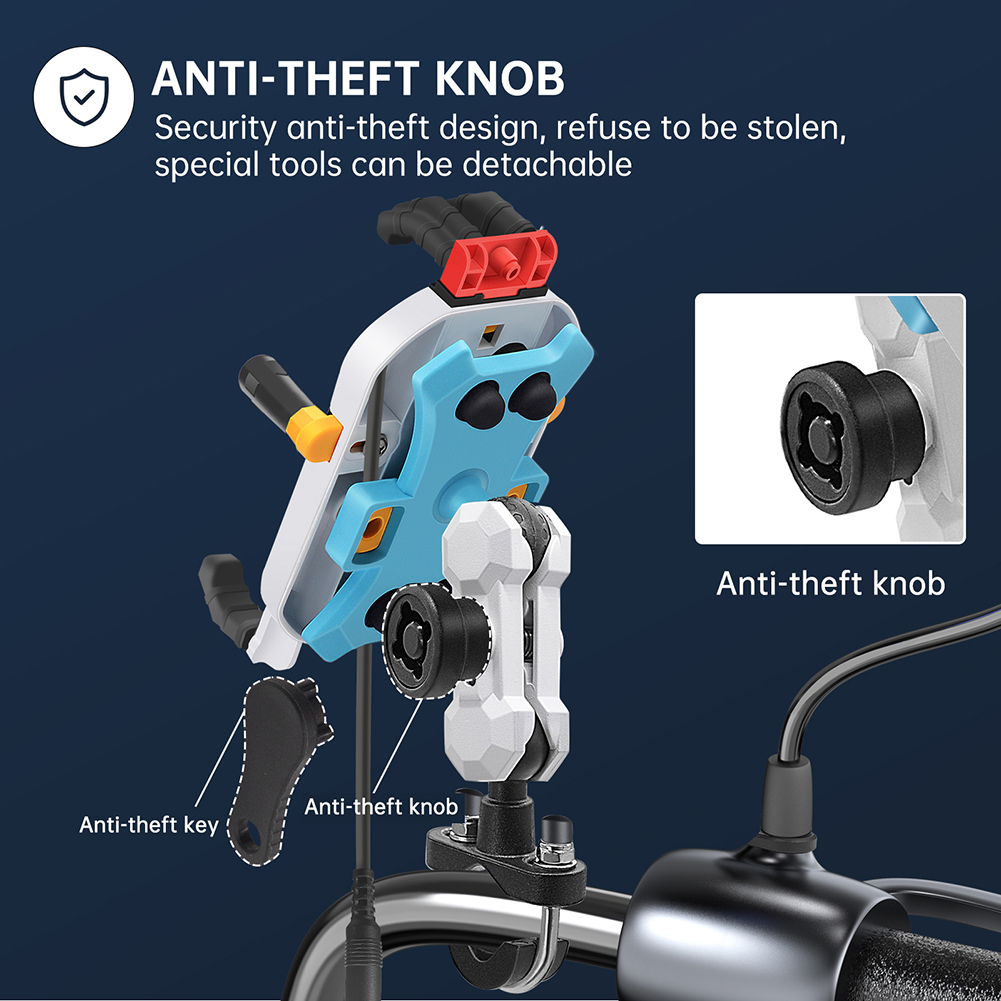 ANTI-THEFT KNOB
Security anti-theft design, refuse to be stolen,
special tools can be detachable
Anti-theft knob
Anti-theft key
Anti-theft knob